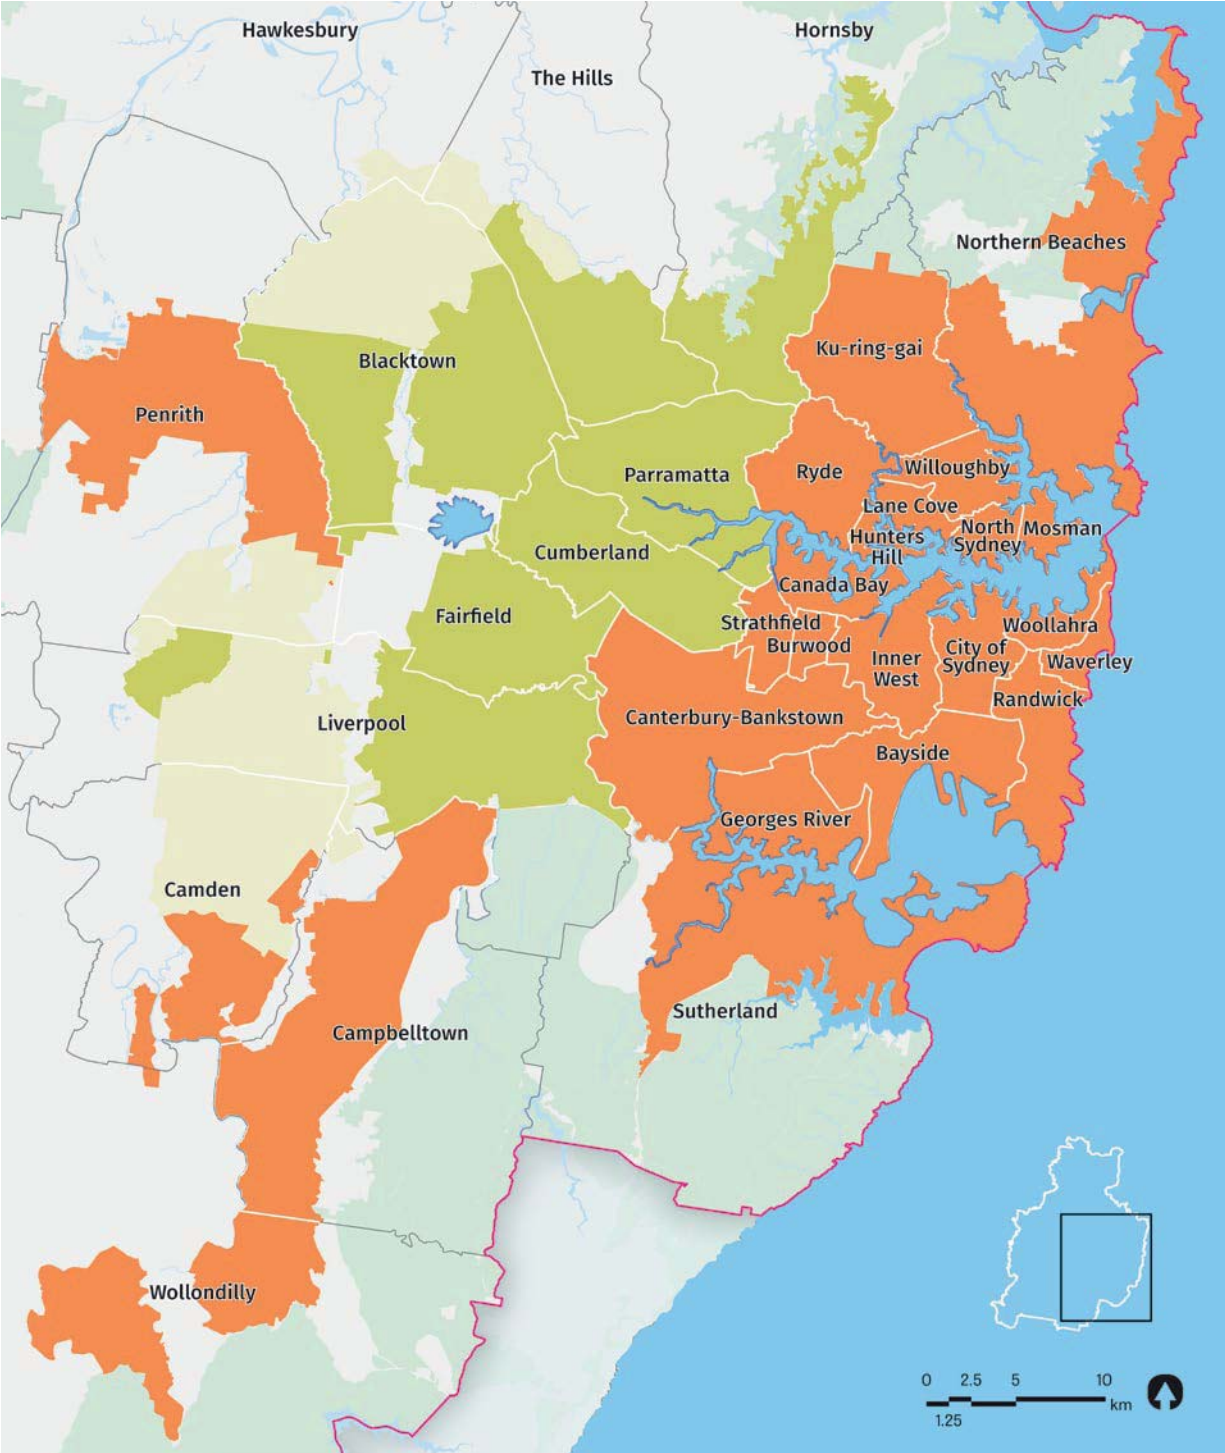 Hawkesbury
Hornsby
The Hills
Northern Beaches
Ku-ring-gai
Blacktown
Penrith
Parramatta
Ryde
Willoughby
Lane Cove
North
Sydney
Mosman
Hunters
Hill
Cumberland
Canada Bay
Fairfield
Strathfield
Burwood
Woollahra
Inner
West
City of
Sydney
Waverley
Randwick
Liverpool
Canterbury-Bankstown
Bayside
Georges River
Camden
Sutherland
Campbelltown
Wollondilly
0 2.5 5 10
km
1.25